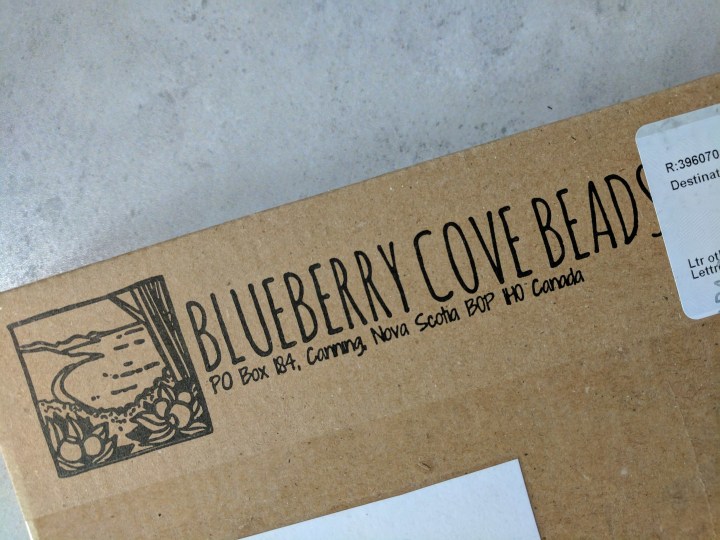 BLUEBERRY COVE BEADS
PO Box 184, Canning, Nova Scotia B0P 1H0 Canada
R:396070
Destinat
Ltr ot
Lettr